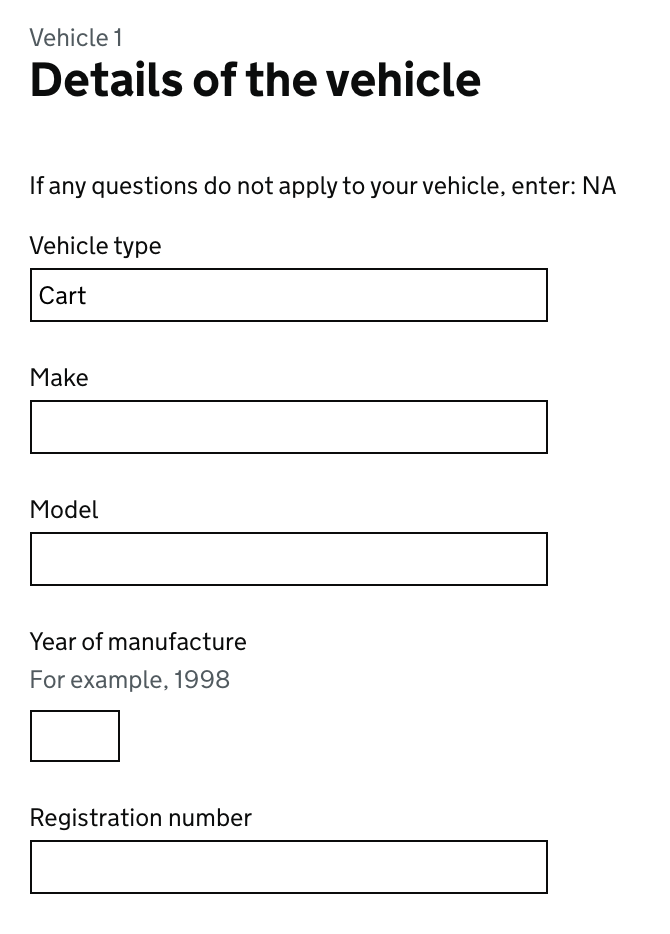 Vehicle 1
Details of the vehicle
If any questions do not apply to your vehicle, enter: NA
Vehicle type
Cart
Make
Model
Year of manufacture
For example, 1998
Registration number